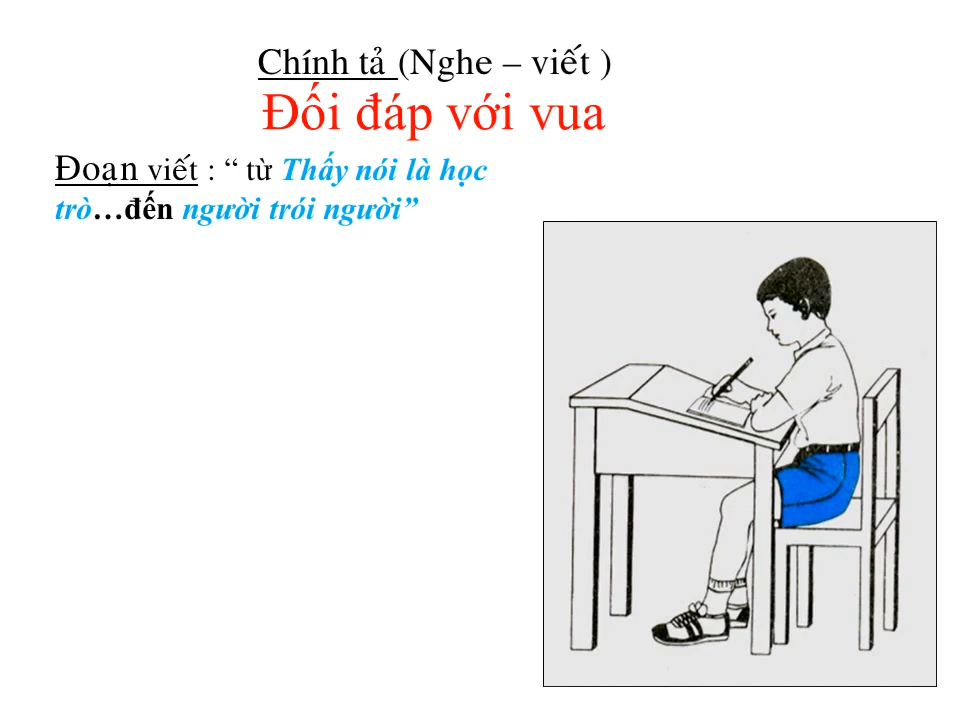 Chính tả (Nghe – viết )
Đối đáp với vua
Đoạn viết : “ từ Thấy nói là học
trò…đến người trói người”